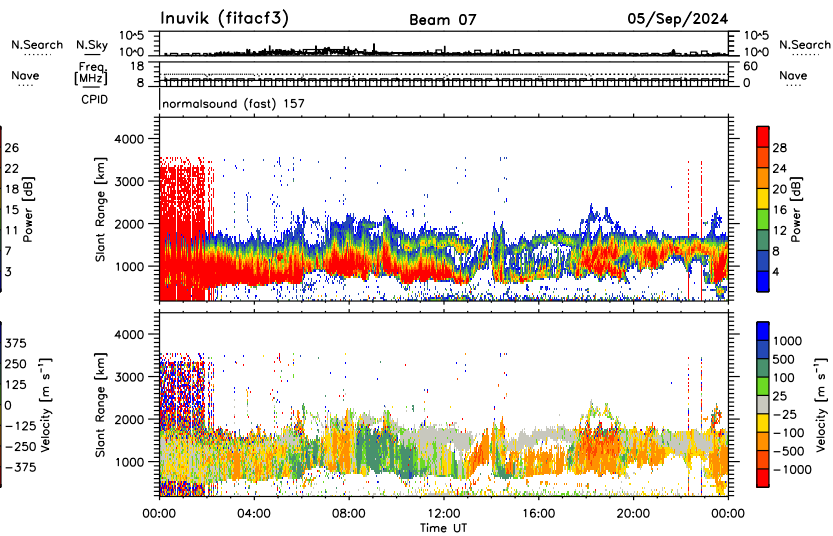 Inuvik (fitacf3) Beam 07 05/Sep/2024
N.Search N.Sky 10^5 10^0 10^5 10^0 N.Search
Nave Freq. [MHz] 18 8 60 0 Nave
CPID normalsound (fast) 157
Slant Range [km] 4000 3000 2000 1000
Power [dB] 26 22 18 15 11 7 3
Power [dB] 28 24 20 16 12 8 4
Slant Range [km] 4000 3000 2000 1000
Velocity [m s⁻¹] 375 250 125 0 −125 −250 −375
Velocity [m s⁻¹] 1000 500 100 25 −25 −100 −500 −1000
00:00 04:00 08:00 12:00 16:00 20:00 00:00
Time UT